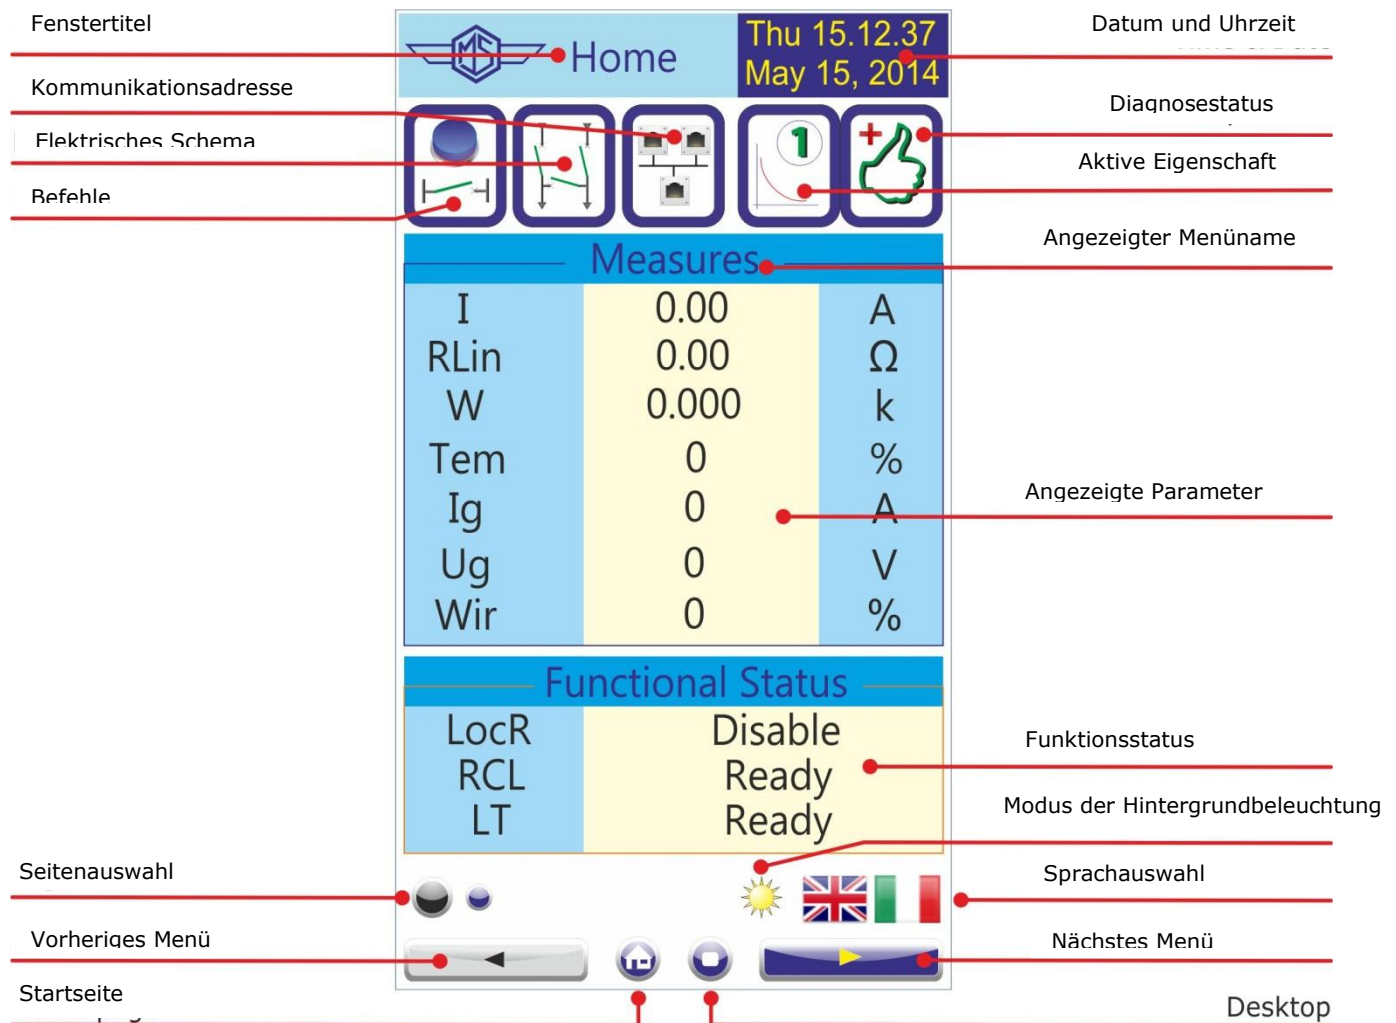 Fenstertitel
Kommunikationsadresse
Elektrisches Schema
Befehle
MS
Home
Thu 15.12.37
May 15, 2014
Datum und Uhrzeit
Diagnosestatus
Aktive Eigenschaft
Angezeigter Menüname
1
Measures
I 0.00 A
RLin 0.00 Ω
W 0.000 k
Tem 0 %
Ig 0 A
Ug 0 V
Wir 0 %
Angezeigte Parameter
Functional Status
LocR Disable
RCL Ready
LT Ready
Funktionsstatus
Modus der Hintergrundbeleuchtung
Seitenauswahl
Sprachauswahl
Vorheriges Menü
Nächstes Menü
Startseite
Desktop